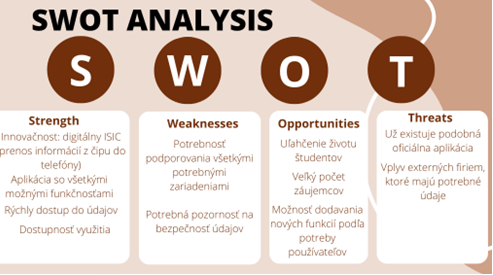 SWOT ANALYSIS
S
W
O
T
Strength
Innovačnost: digitálny ISIC
prenos informácií z čipu do
telefóny)
Aplikácia so všetkými
možnými funkčnosťami
Rýchly dostup do údajov
Dostupnosť využitia
Weaknesses
Potrebnosť
podporovania všetkými
potrebnými
zariadeniami
Potrebná pozornosť na
bezpečnosť údajov
Opportunities
Uľahčenie životu
študentov
Veľký počet
záujemcov
Možnosť dodavania
nových funkcií podľa
potreby
používateľov
Threats
Už existuje podobná
oficiálna aplikácia
Vplyv externých firiem,
ktoré majú potrebné
údaje